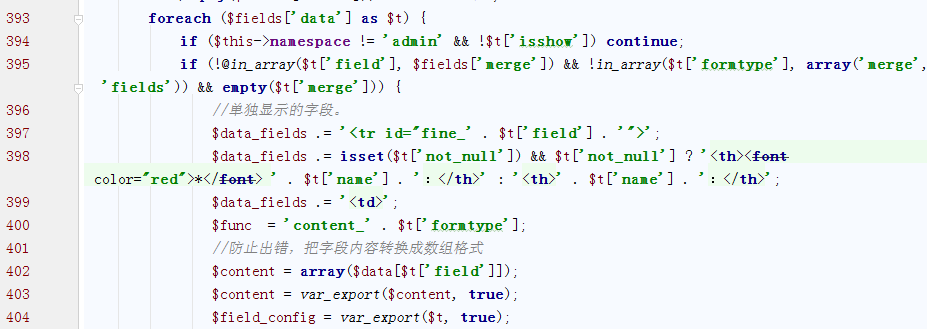 393 foreach ($fields['data'] as $t) {
394 if ($this->namespace != 'admin' && !$t['isshow']) continue;
395 if (!@in_array($t['field'], $fields['merge']) && !in_array($t['formtype'], array('merge',
'fields')) && empty($t['merge'])) {
396 //单独显示的字段。
397 $data_fields .= '<tr id="fine_' . $t['field'] . '">';
398 $data_fields .= isset($t['not_null']) && $t['not_null'] ? '<th><font
color="red">*</font> ' . $t['name'] . '：</th>' : '<th>' . $t['name'] . '：</th>';
399 $data_fields .= '<td>';
400 $func = 'content_' . $t['formtype'];
401 //防止出错，把字段内容转换成数组格式
402 $content = array($data[$t['field']]);
403 $content = var_export($content, true);
404 $field_config = var_export($t, true);